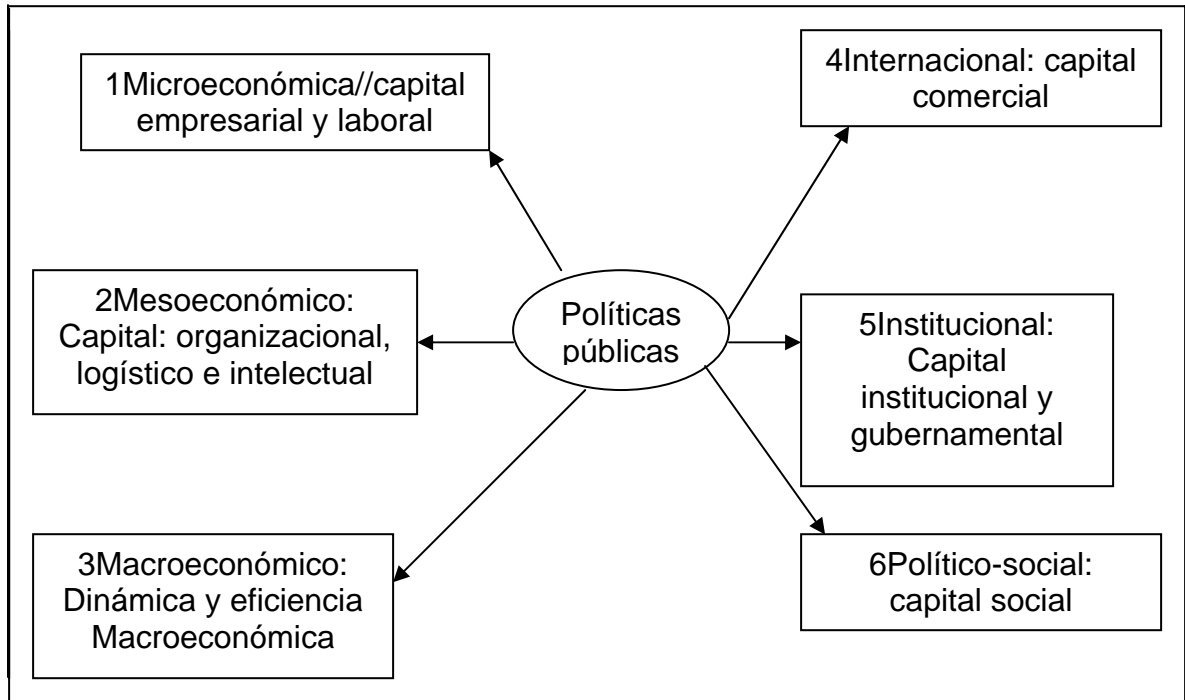 1Microeconómica//capital
empresarial y laboral
2Mesoeconómico:
Capital: organizacional,
logístico e intelectual
3Macroeconómico:
Dinámica y eficiencia
Macroeconómica
Políticas
públicas
4Internacional: capital
comercial
5Institucional:
Capital
institucional y
gubernamental
6Político-social:
capital social